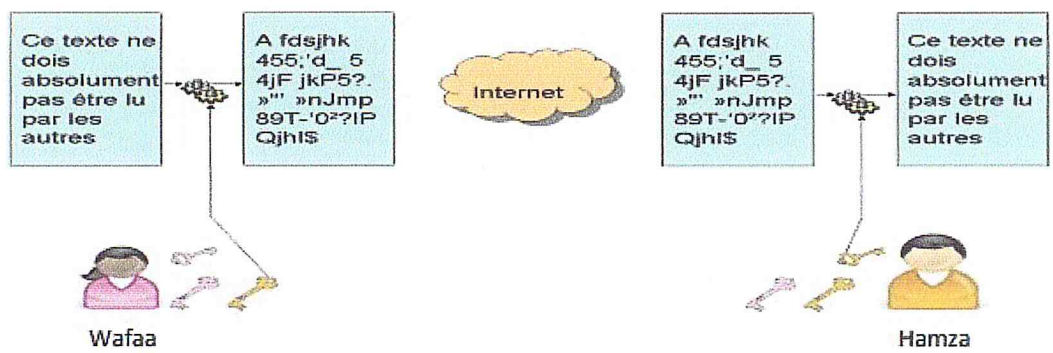 Ce texte ne
dois
absolument
pas être lu
par les
autres
A fdsjhk
455;'d_ 5
4jF jkP5?.
»"' »nJmp
89T-'0²??IP
Qjhl$
Internet
A fdsjhk
455;'d_ 5
4jF jkP5?.
»"' »nJmp
89T-'0²??IP
Qjhl$
Ce texte ne
dois
absolument
pas être lu
par les
autres
Wafaa
Hamza